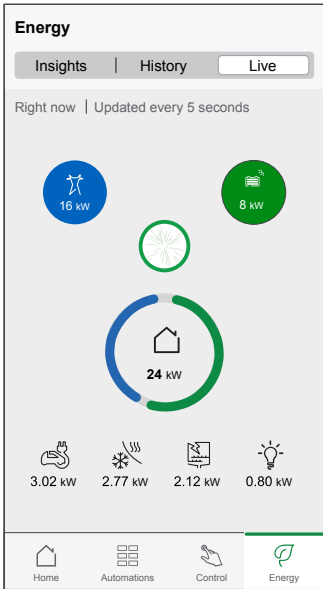 Energy
Insights | History Live
Right now | Updated every 5 seconds
16 kW
8 kW
24 kW
3.02 kW 2.77 kW 2.12 kW 0.80 kW
Home Automations Control Energy